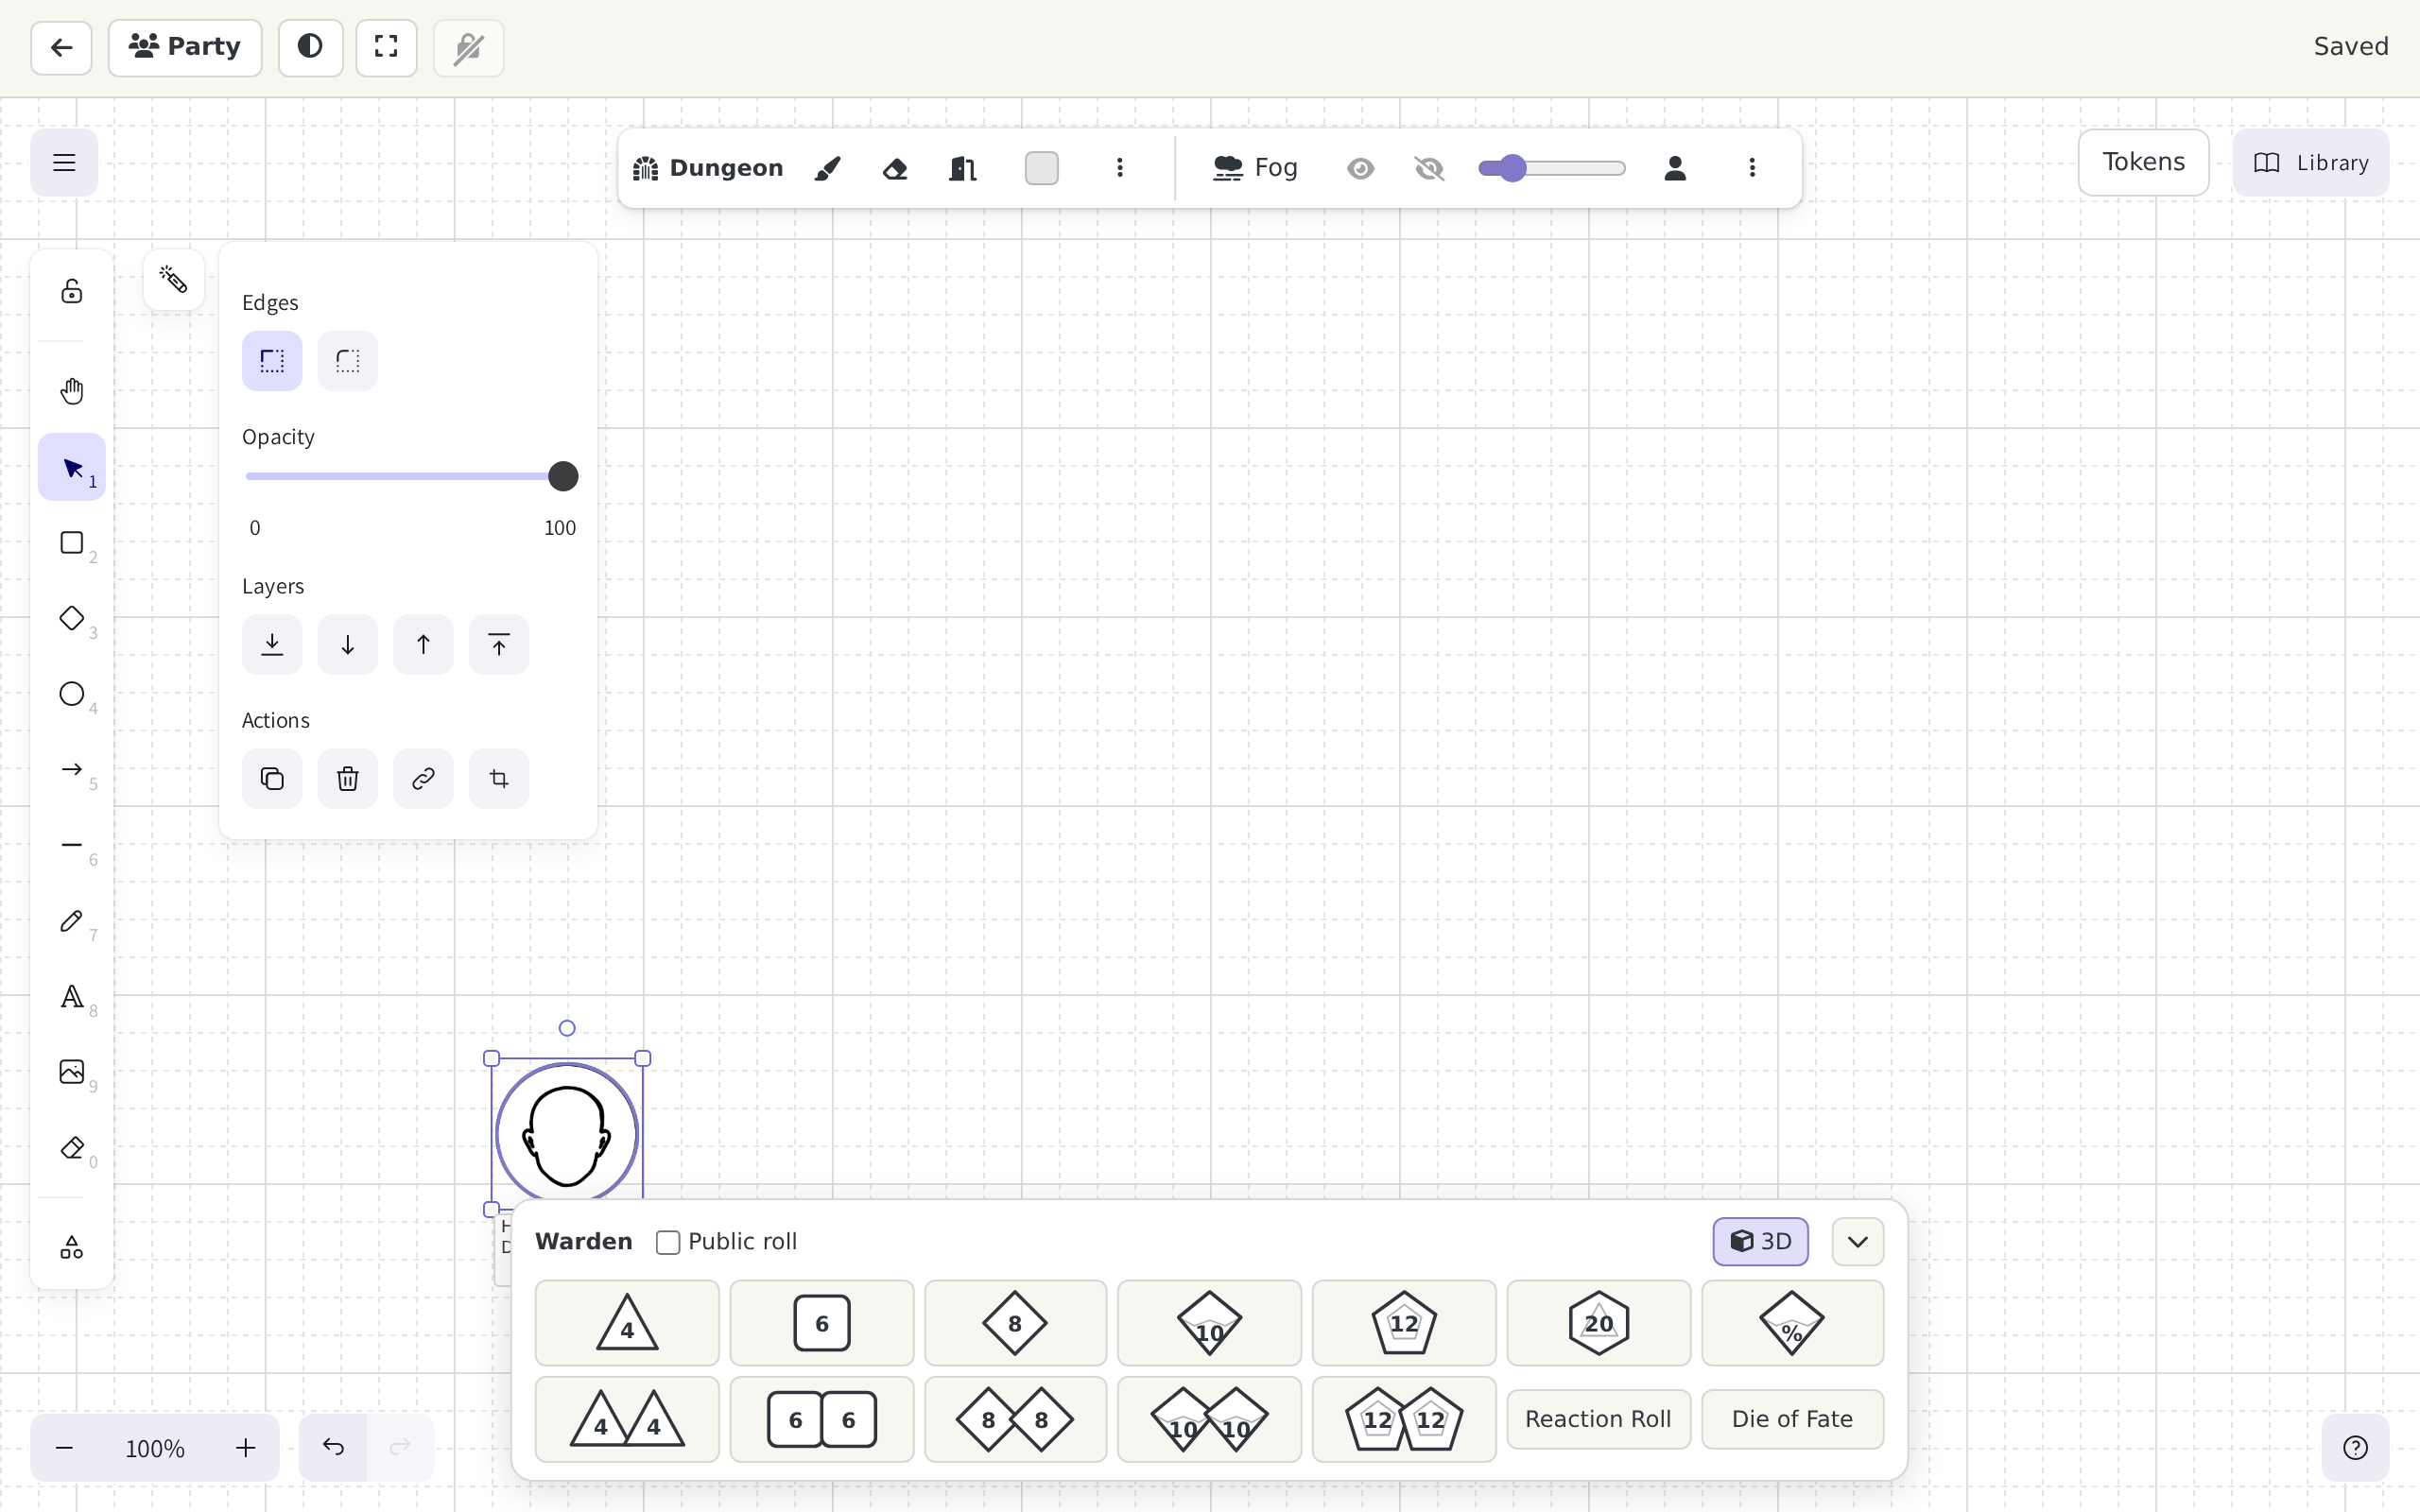 Party
Saved
Dungeon
Fog
Tokens
Library
Edges
Opacity
0
100
Layers
Actions
1
2
3
4
5
6
7
8
9
0
Warden
Public roll
3D
4
6
8
10
12
20
%
4 4
6 6
8 8
10 10
12 12
Reaction Roll
Die of Fate
100%